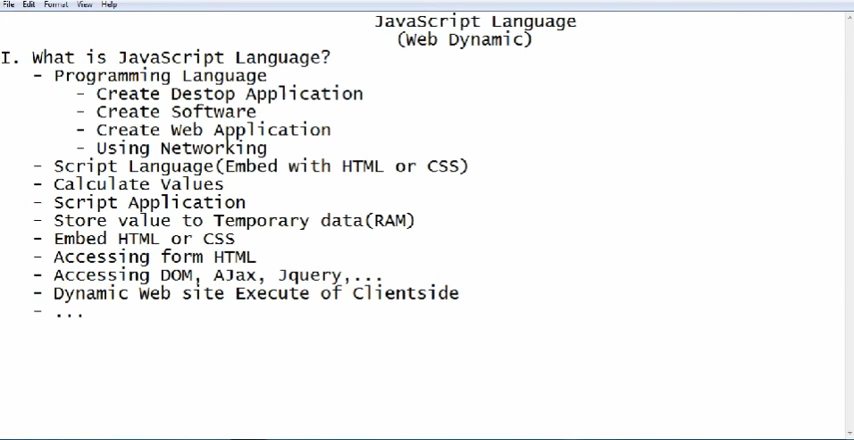 File Edit Format View Help
JavaScript Language
(Web Dynamic)
I. What is JavaScript Language?
- Programming Language
- Create Destop Application
- Create Software
- Create Web Application
- Using Networking
- Script Language(Embed with HTML or CSS)
- Calculate Values
- Script Application
- Store value to Temporary data(RAM)
- Embed HTML or CSS
- Accessing form HTML
- Accessing DOM, AJax, Jquery,...
- Dynamic Web site Execute of Clientside
- ...